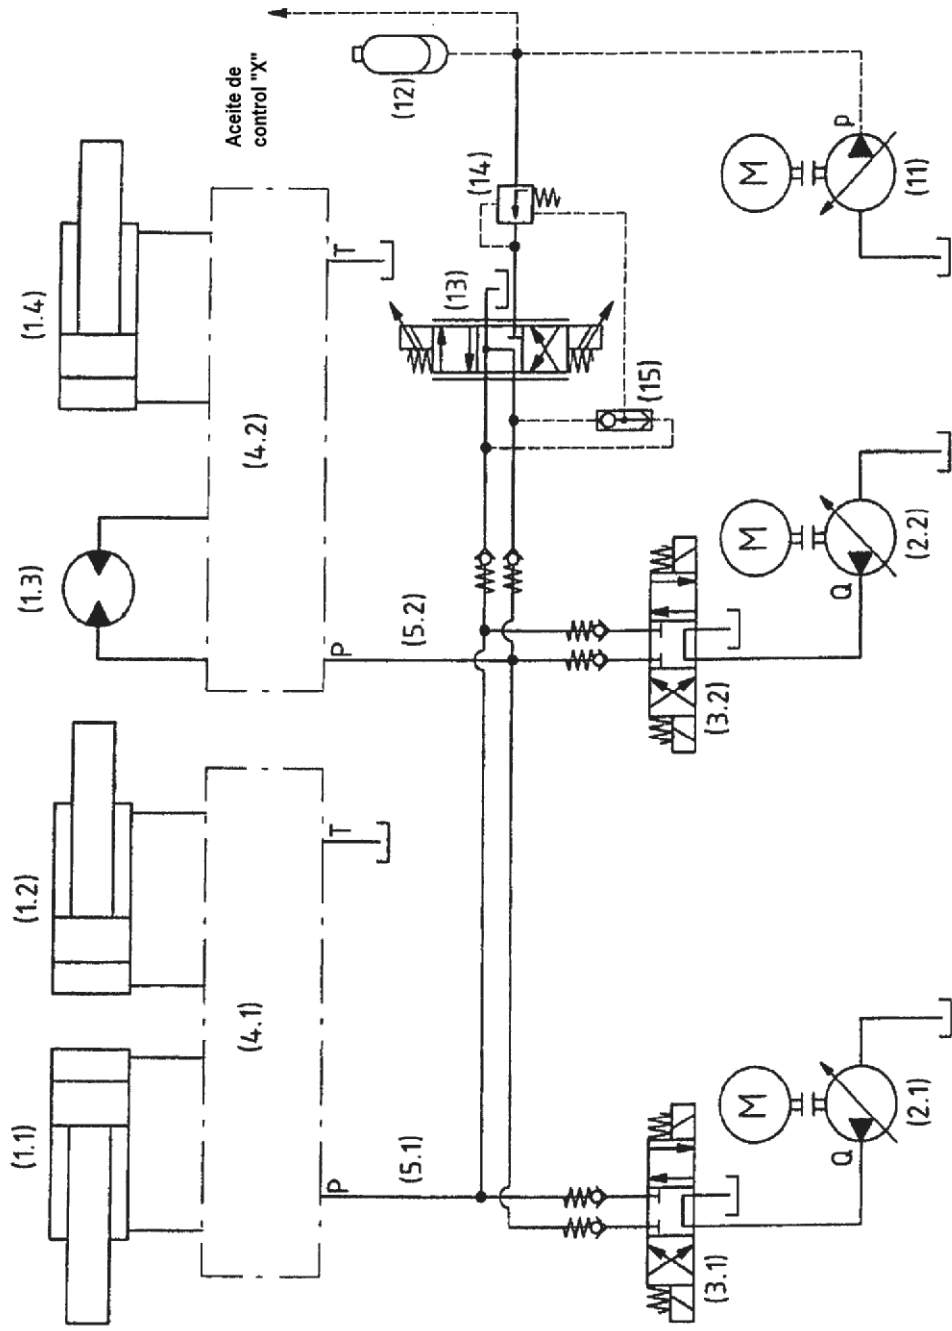 (1.1)
(1.2)
(1.3)
(1.4)
Aceite de
control "X"
(4.1)
(4.2)
P
T
P
T
(12)
(5.1)
(5.2)
(13)
(14)
(15)
(3.1)
(3.2)
M
M
M
Q
Q
p
(2.1)
(2.2)
(11)